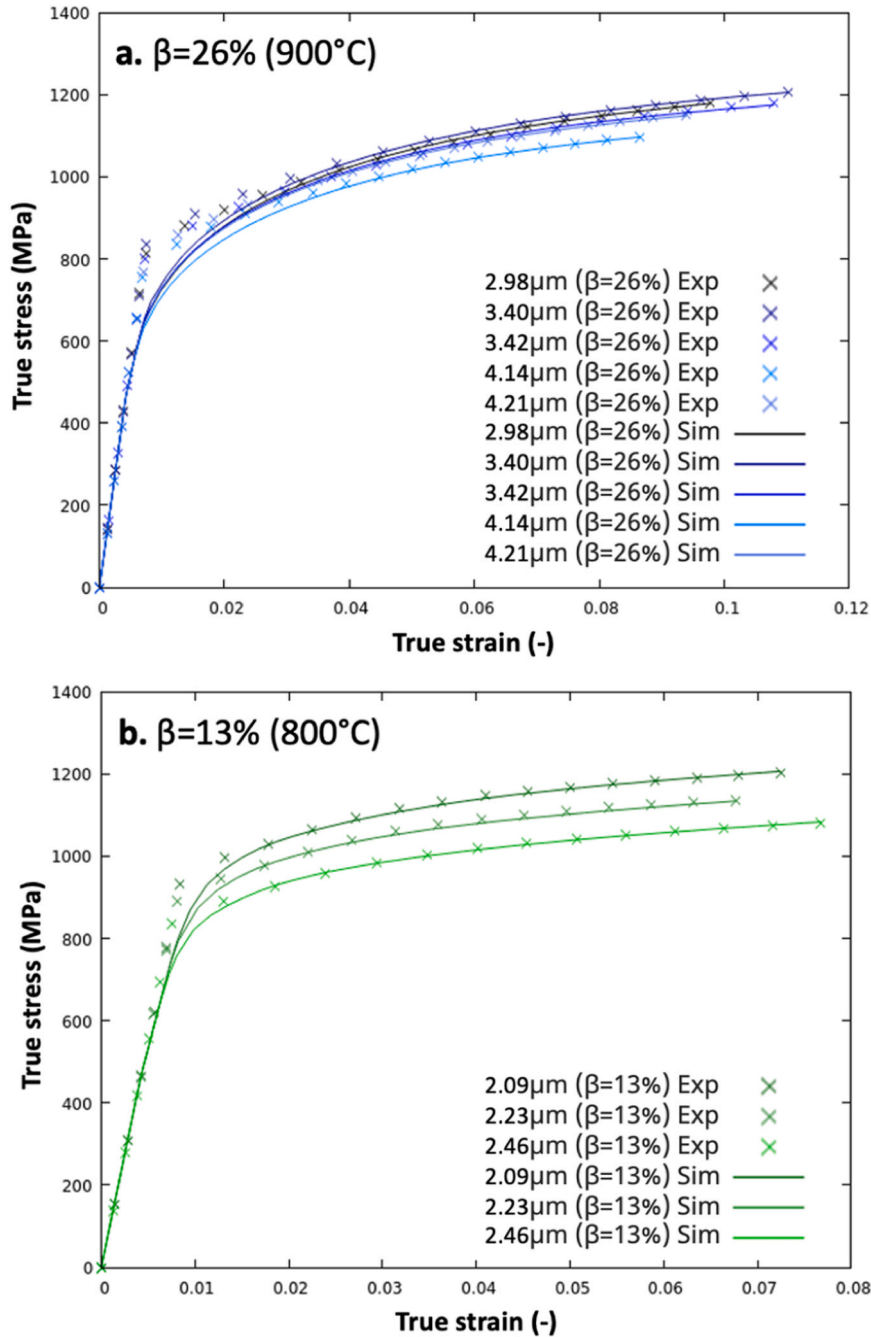 1400
a. β=26% (900°C)
1200
1000
800
600
400
200
0
True stress (MPa)
2.98μm (β=26%) Exp
3.40μm (β=26%) Exp
3.42μm (β=26%) Exp
4.14μm (β=26%) Exp
4.21μm (β=26%) Exp
2.98μm (β=26%) Sim
3.40μm (β=26%) Sim
3.42μm (β=26%) Sim
4.14μm (β=26%) Sim
4.21μm (β=26%) Sim
0 0.02 0.04 0.06 0.08 0.1 0.12
True strain (-)
1400
b. β=13% (800°C)
1200
1000
800
600
400
200
0
True stress (MPa)
2.09μm (β=13%) Exp
2.23μm (β=13%) Exp
2.46μm (β=13%) Exp
2.09μm (β=13%) Sim
2.23μm (β=13%) Sim
2.46μm (β=13%) Sim
0 0.01 0.02 0.03 0.04 0.05 0.06 0.07 0.08
True strain (-)